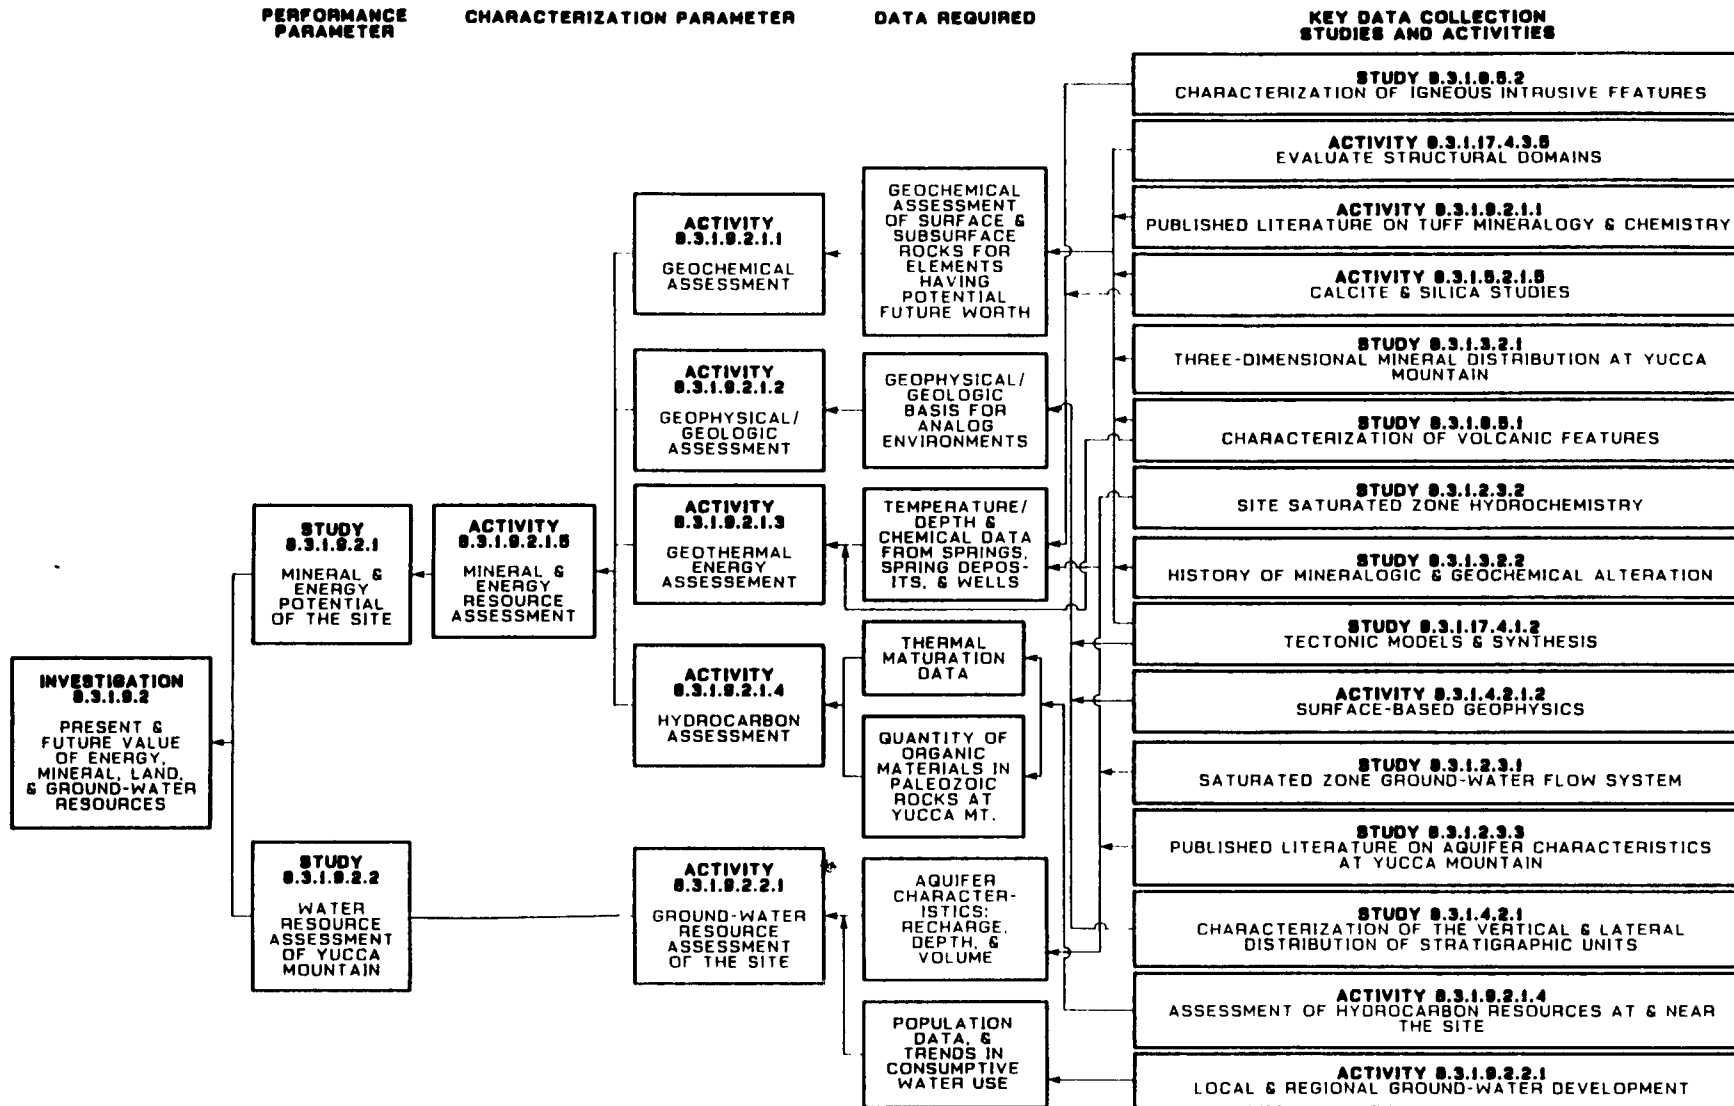 PERFORMANCE
PARAMETER
CHARACTERIZATION PARAMETER
DATA REQUIRED
KEY DATA COLLECTION
STUDIES AND ACTIVITIES
INVESTIGATION
8.3.1.9.2
PRESENT &
FUTURE VALUE
OF ENERGY,
MINERAL, LAND,
& GROUND-WATER
RESOURCES
STUDY
8.3.1.9.2.1
MINERAL &
ENERGY
POTENTIAL
OF THE SITE
STUDY
8.3.1.9.2.2
WATER
RESOURCE
ASSESSMENT
OF YUCCA
MOUNTAIN
ACTIVITY
8.3.1.9.2.1.5
MINERAL &
ENERGY
RESOURCE
ASSESSMENT
ACTIVITY
8.3.1.9.2.1.1
GEOCHEMICAL
ASSESSMENT
ACTIVITY
8.3.1.9.2.1.2
GEOPHYSICAL/
GEOLOGIC
ASSESSMENT
ACTIVITY
8.3.1.9.2.1.3
GEOTHERMAL
ENERGY
ASSESSEMENT
ACTIVITY
8.3.1.9.2.1.4
HYDROCARBON
ASSESSMENT
ACTIVITY
8.3.1.9.2.2.1
GROUND-WATER
RESOURCE
ASSESSMENT
OF THE SITE
GEOCHEMICAL
ASSESSMENT
OF SURFACE &
SUBSURFACE
ROCKS FOR
ELEMENTS
HAVING
POTENTIAL
FUTURE WORTH
GEOPHYSICAL/
GEOLOGIC
BASIS FOR
ANALOG
ENVIRONMENTS
TEMPERATURE/
DEPTH &
CHEMICAL DATA
FROM SPRINGS,
SPRING DEPOS-
ITS, & WELLS
THERMAL
MATURATION
DATA
QUANTITY OF
ORGANIC
MATERIALS IN
PALEOZOIC
ROCKS AT
YUCCA MT.
AQUIFER
CHARACTER-
ISTICS:
RECHARGE,
DEPTH, &
VOLUME
POPULATION
DATA, &
TRENDS IN
CONSUMPTIVE
WATER USE
STUDY 8.3.1.8.5.2
CHARACTERIZATION OF IGNEOUS INTRUSIVE FEATURES
ACTIVITY 8.3.1.17.4.3.5
EVALUATE STRUCTURAL DOMAINS
ACTIVITY 8.3.1.9.2.1.1
PUBLISHED LITERATURE ON TUFF MINERALOGY & CHEMISTRY
ACTIVITY 8.3.1.5.2.1.5
CALCITE & SILICA STUDIES
STUDY 8.3.1.3.2.1
THREE-DIMENSIONAL MINERAL DISTRIBUTION AT YUCCA
MOUNTAIN
STUDY 8.3.1.8.5.1
CHARACTERIZATION OF VOLCANIC FEATURES
STUDY 8.3.1.2.3.2
SITE SATURATED ZONE HYDROCHEMISTRY
STUDY 8.3.1.3.2.2
HISTORY OF MINERALOGIC & GEOCHEMICAL ALTERATION
STUDY 8.3.1.17.4.1.2
TECTONIC MODELS & SYNTHESIS
ACTIVITY 8.3.1.4.2.1.2
SURFACE-BASED GEOPHYSICS
STUDY 8.3.1.2.3.1
SATURATED ZONE GROUND-WATER FLOW SYSTEM
STUDY 8.3.1.2.3.3
PUBLISHED LITERATURE ON AQUIFER CHARACTERISTICS
AT YUCCA MOUNTAIN
STUDY 8.3.1.4.2.1
CHARACTERIZATION OF THE VERTICAL & LATERAL
DISTRIBUTION OF STRATIGRAPHIC UNITS
ACTIVITY 8.3.1.9.2.1.4
ASSESSMENT OF HYDROCARBON RESOURCES AT & NEAR
THE SITE
ACTIVITY 8.3.1.9.2.2.1
LOCAL & REGIONAL GROUND-WATER DEVELOPMENT